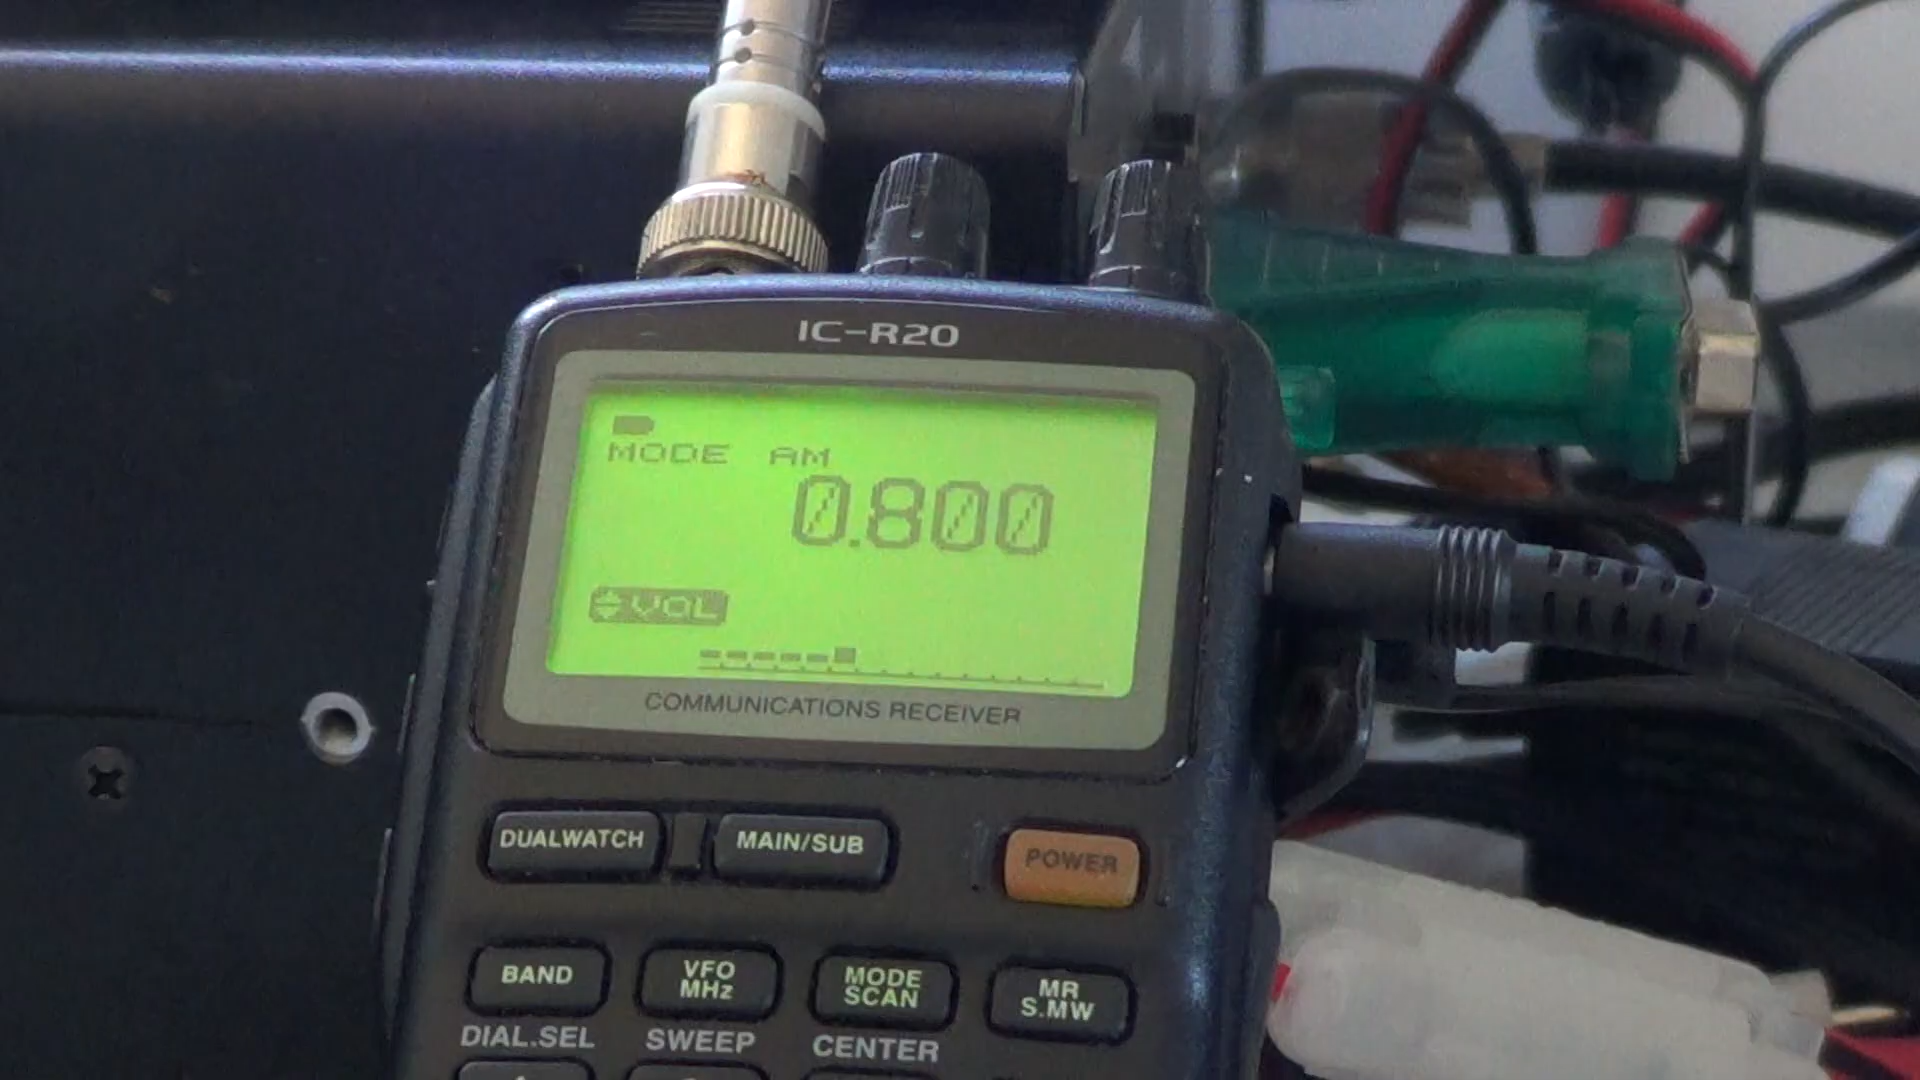 IC-R20
MODE AM
0.800
VOL
COMMUNICATIONS RECEIVER
DUALWATCH
MAIN/SUB
POWER
BAND
VFO
MHz
MODE
SCAN
MR
S.MW
DIAL.SEL
SWEEP
CENTER